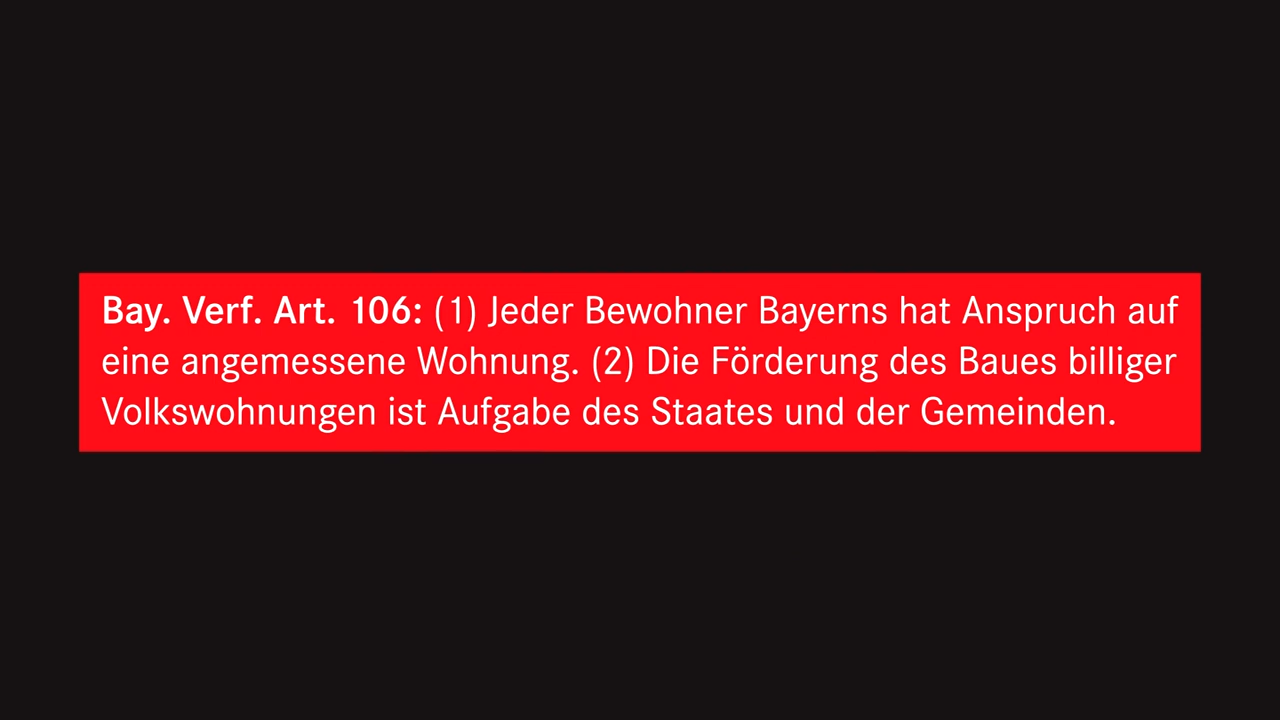 Bay. Verf. Art. 106: (1) Jeder Bewohner Bayerns hat Anspruch auf
eine angemessene Wohnung. (2) Die Förderung des Baues billiger
Volkswohnungen ist Aufgabe des Staates und der Gemeinden.